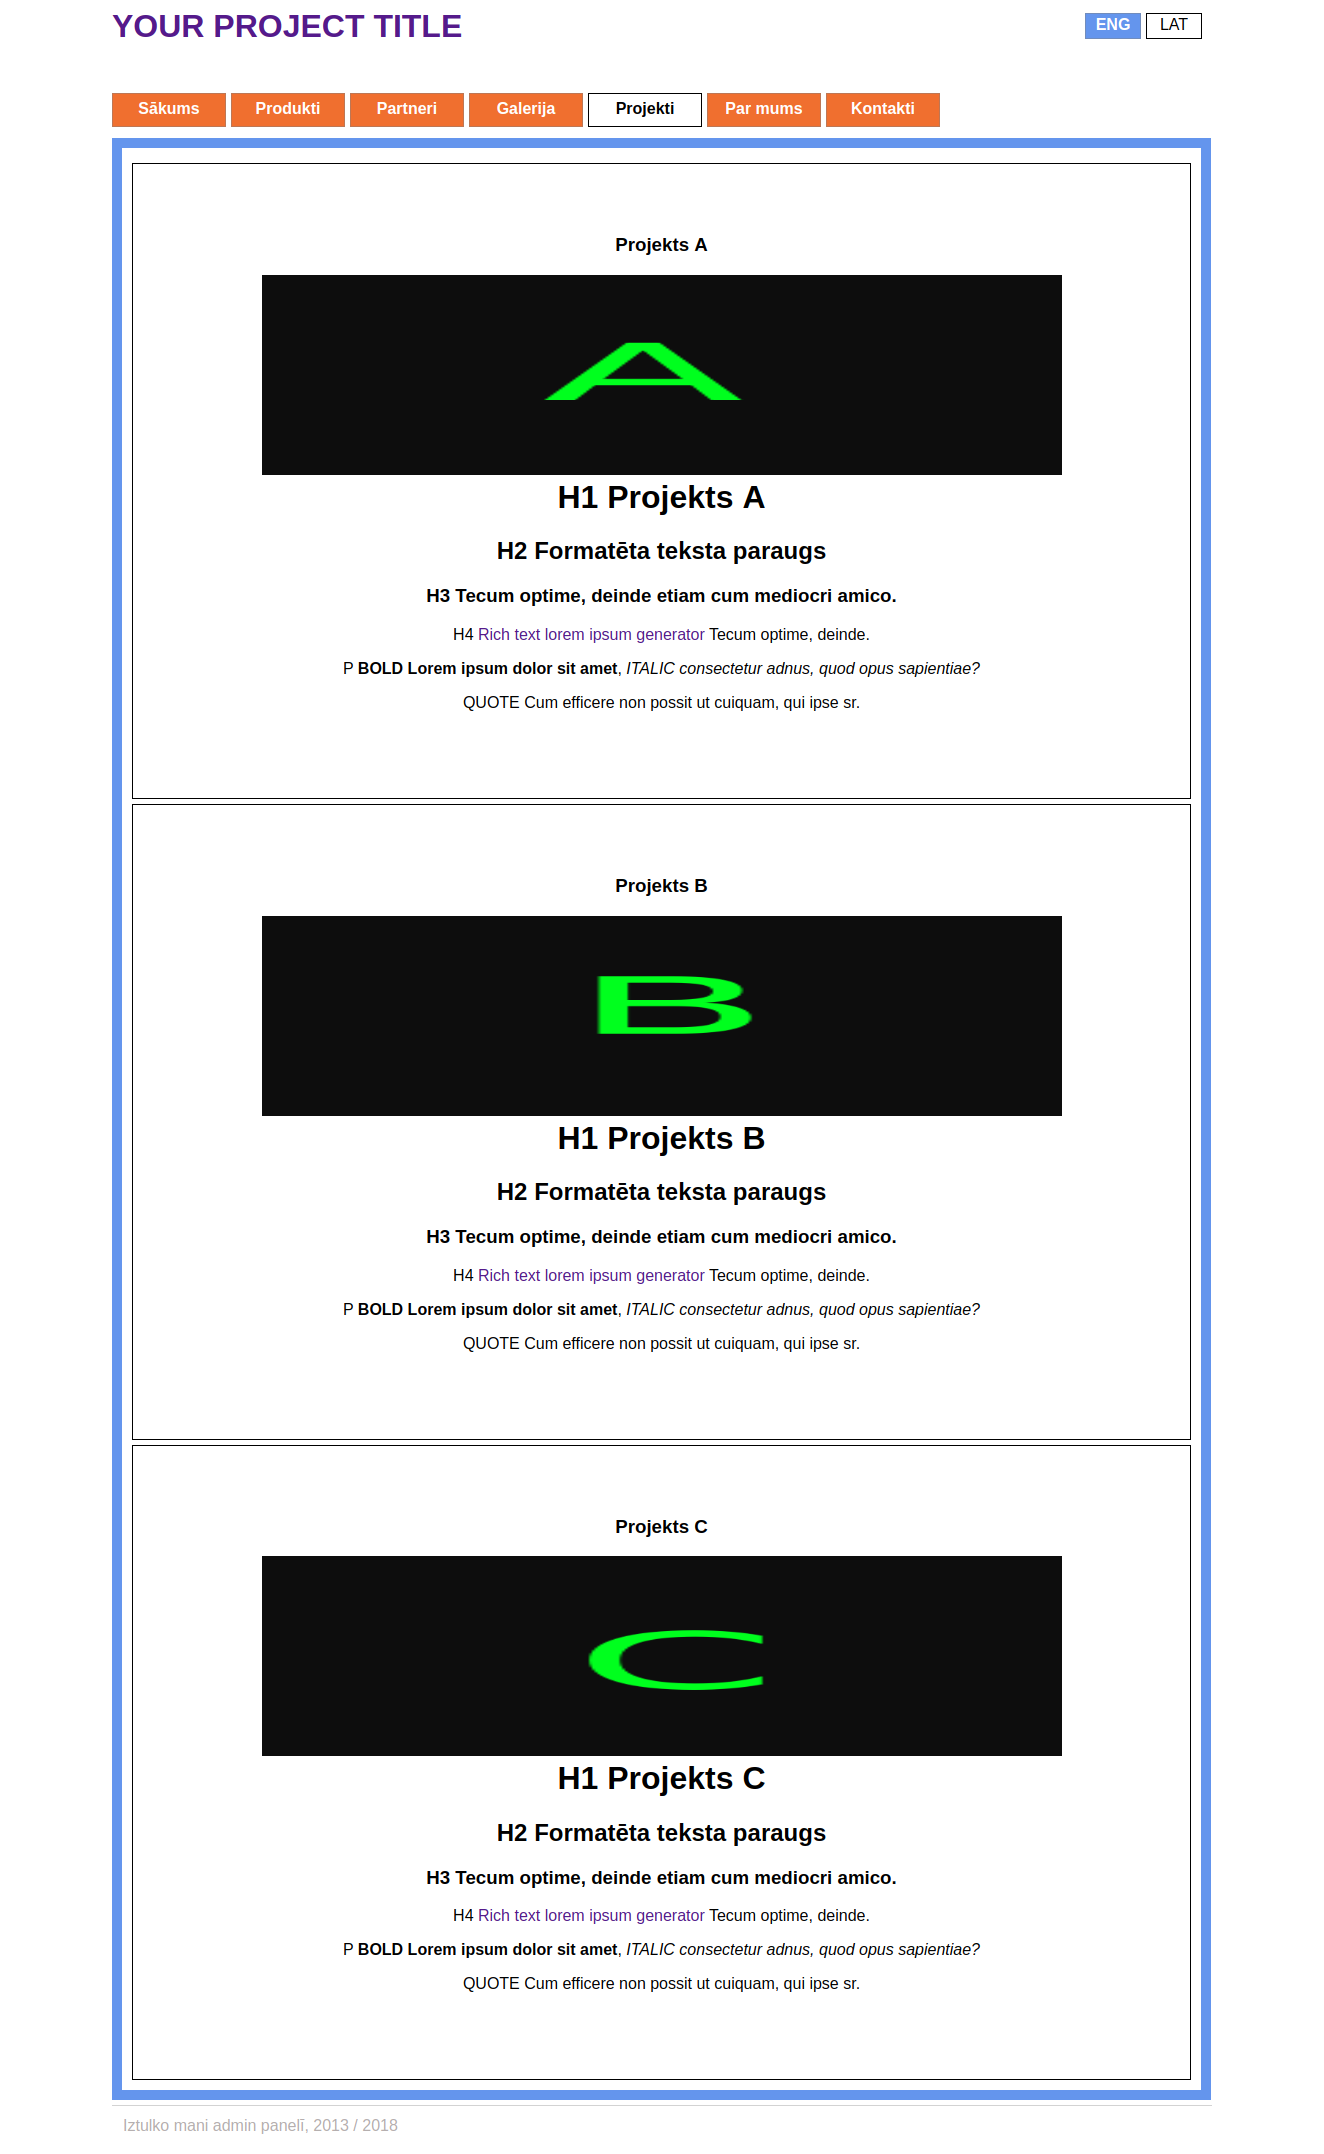 YOUR PROJECT TITLE
ENG LAT
Sākums Produkti Partneri Galerija Projekti Par mums Kontakti
Projekts A
A
H1 Projekts A
H2 Formatēta teksta paraugs
H3 Tecum optime, deinde etiam cum mediocri amico.
H4 Rich text lorem ipsum generator Tecum optime, deinde.
P BOLD Lorem ipsum dolor sit amet, ITALIC consectetur adnus, quod opus sapientiae?
QUOTE Cum efficere non possit ut cuiquam, qui ipse sr.
Projekts B
B
H1 Projekts B
H2 Formatēta teksta paraugs
H3 Tecum optime, deinde etiam cum mediocri amico.
H4 Rich text lorem ipsum generator Tecum optime, deinde.
P BOLD Lorem ipsum dolor sit amet, ITALIC consectetur adnus, quod opus sapientiae?
QUOTE Cum efficere non possit ut cuiquam, qui ipse sr.
Projekts C
C
H1 Projekts C
H2 Formatēta teksta paraugs
H3 Tecum optime, deinde etiam cum mediocri amico.
H4 Rich text lorem ipsum generator Tecum optime, deinde.
P BOLD Lorem ipsum dolor sit amet, ITALIC consectetur adnus, quod opus sapientiae?
QUOTE Cum efficere non possit ut cuiquam, qui ipse sr.
Iztulko mani admin panelī, 2013 / 2018